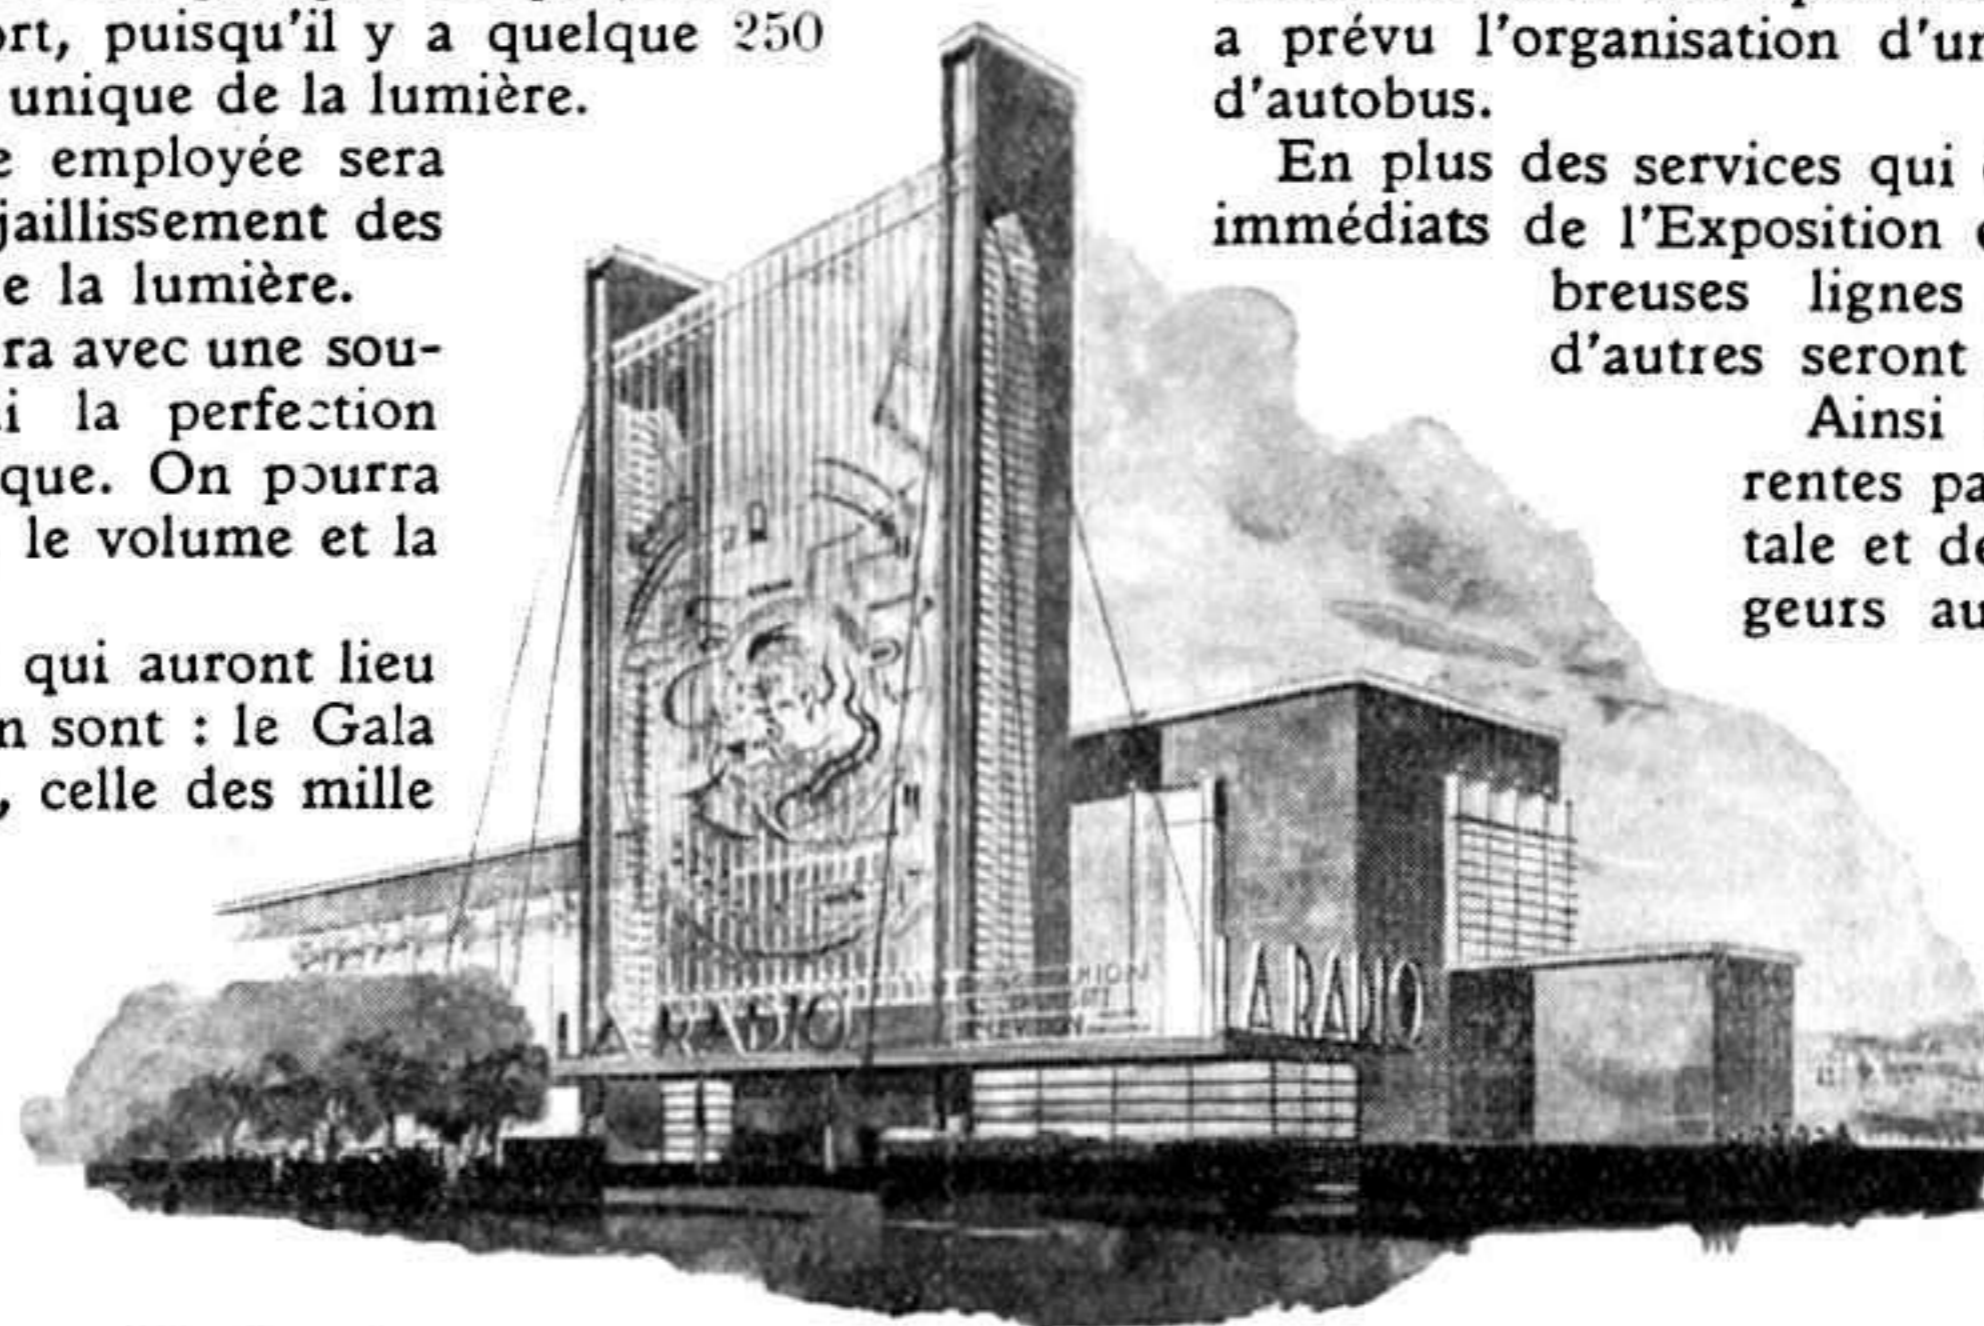 ort, puisqu'il y a quelque 250
unique de la lumière.
e employée sera
jaillissement des
e la lumière.
ra avec une sou-
i la perfection
que. On pourra
le volume et la
qui auront lieu
n sont : le Gala
, celle des mille
LA RADIO
LA RADIO
a prévu l'organisation d'un
d'autobus.
En plus des services qui
immédiats de l'Exposition
breuses lignes
d'autres seront
Ainsi
rentes pa
tale et de
geurs au